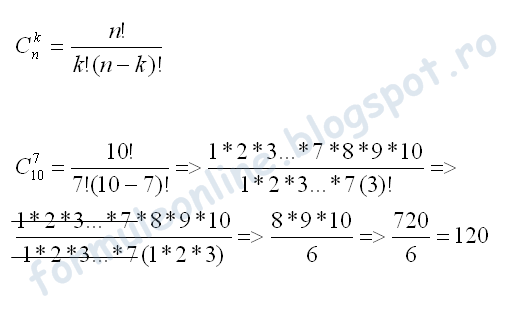 C_n^k = n! / k!(n-k)!
C_10^7 = 10! / 7!(10-7)! => 1*2*3...*7*8*9*10 / 1*2*3...*7(3)! =>
1*2*3...*7*8*9*10 / 1*2*3...*7(1*2*3) => 8*9*10 / 6 => 720 / 6 = 120
formuleonline.blogspot.ro